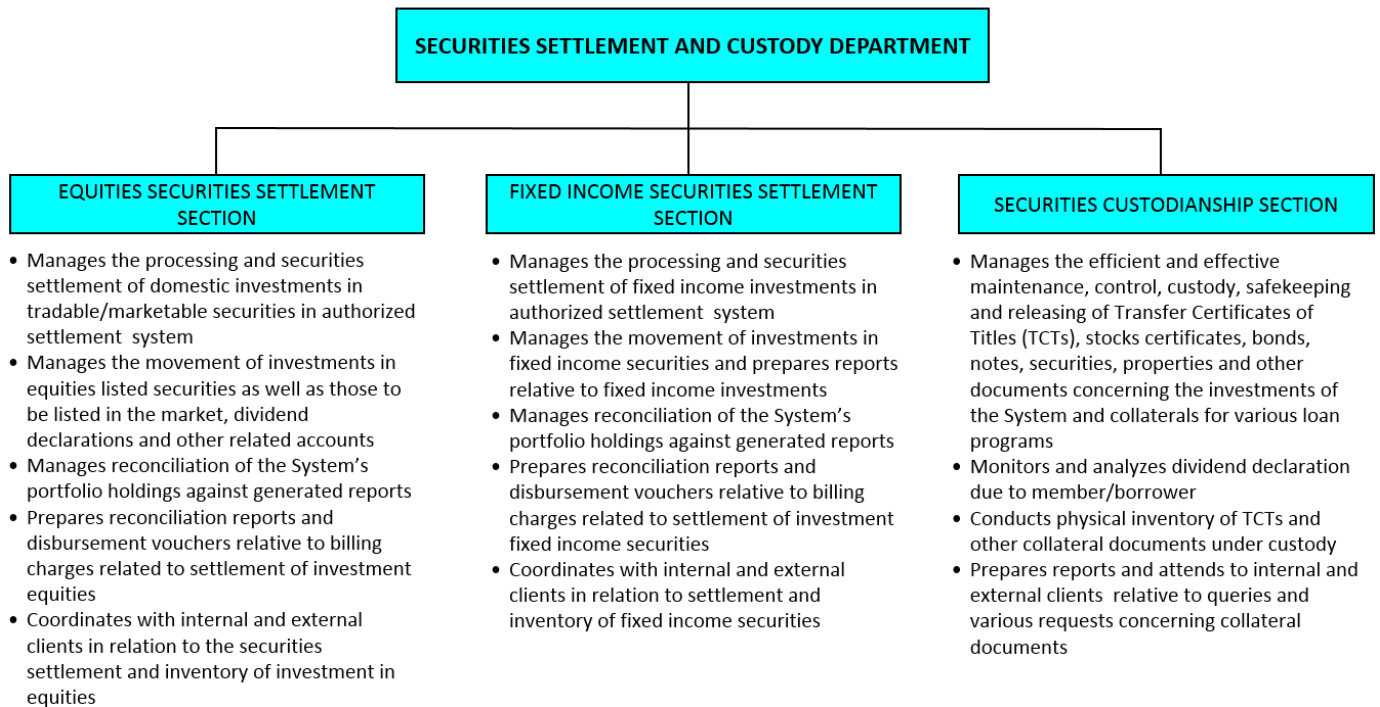 SECURITIES SETTLEMENT AND CUSTODY DEPARTMENT
EQUITIES SECURITIES SETTLEMENT
SECTION
• Manages the processing and securities
settlement of domestic investments in
tradable/marketable securities in authorized
settlement system
• Manages the movement of investments in
equities listed securities as well as those to
be listed in the market, dividend
declarations and other related accounts
• Manages reconciliation of the System's
portfolio holdings against generated reports
• Prepares reconciliation reports and
disbursement vouchers relative to billing
charges related to settlement of investment
equities
• Coordinates with internal and external
clients in relation to the securities
settlement and inventory of investment in
equities
FIXED INCOME SECURITIES SETTLEMENT
SECTION
• Manages the processing and securities
settlement of fixed income investments in
authorized settlement system
• Manages the movement of investments in
fixed income securities and prepares reports
relative to fixed income investments
• Manages reconciliation of the System's
portfolio holdings against generated reports
• Prepares reconciliation reports and
disbursement vouchers relative to billing
charges related to settlement of investment
fixed income securities
• Coordinates with internal and external
clients in relation to settlement and
inventory of fixed income securities
SECURITIES CUSTODIANSHIP SECTION
• Manages the efficient and effective
maintenance, control, custody, safekeeping
and releasing of Transfer Certificates of
Titles (TCTs), stocks certificates, bonds,
notes, securities, properties and other
documents concerning the investments of
the System and collaterals for various loan
programs
• Monitors and analyzes dividend declaration
due to member/borrower
• Conducts physical inventory of TCTs and
other collateral documents under custody
• Prepares reports and attends to internal and
external clients relative to queries and
various requests concerning collateral
documents